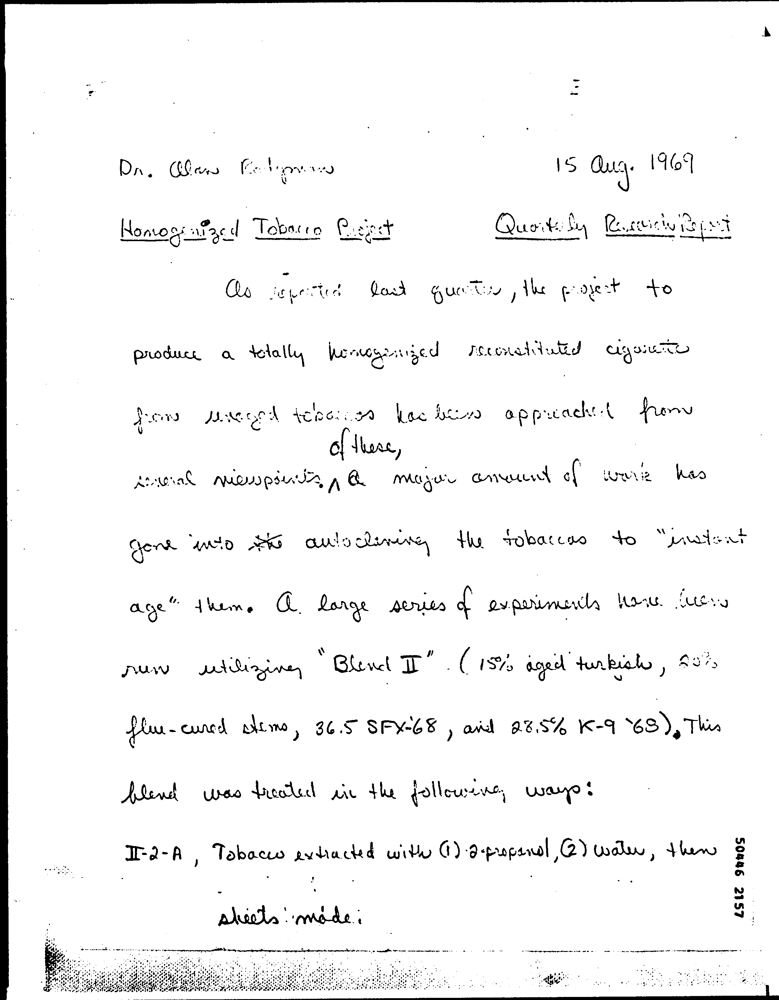 Dr. Alan Rodgman 15 Aug. 1969
Homogenized Tobacco Project Quarterly Research Report
As reported last quarter, the project to
produce a totally homogenized reconstituted cigarette
from unaged tobaccos has been approached from
of these,
several viewpoints. ^ A major amount of work has
gone into the autoclaving the tobaccos to "instant
age" them. A large series of experiments have been
run utilizing "Blend II". (15% aged turkish, 20%
flue-cured stems, 36.5 SFX-'68, and 28.5% K-9 '68). This
blend was treated in the following ways:
II-2-A, Tobacco extracted with (1) 2-propanol, (2) water, then
sheets made.
50446 2157